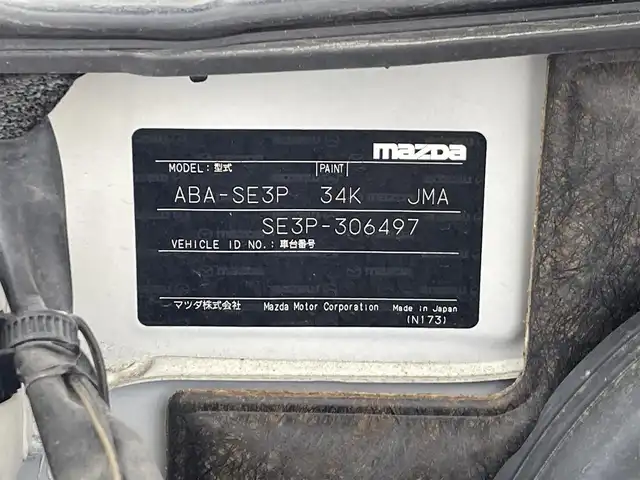 mazda
MODEL:型式 PAINT
ABA-SE3P 34K JMA
SE3P-306497
VEHICLE ID NO.:車台番号
マツダ株式会社 Mazda Motor Corporation Made in Japan
(N173)